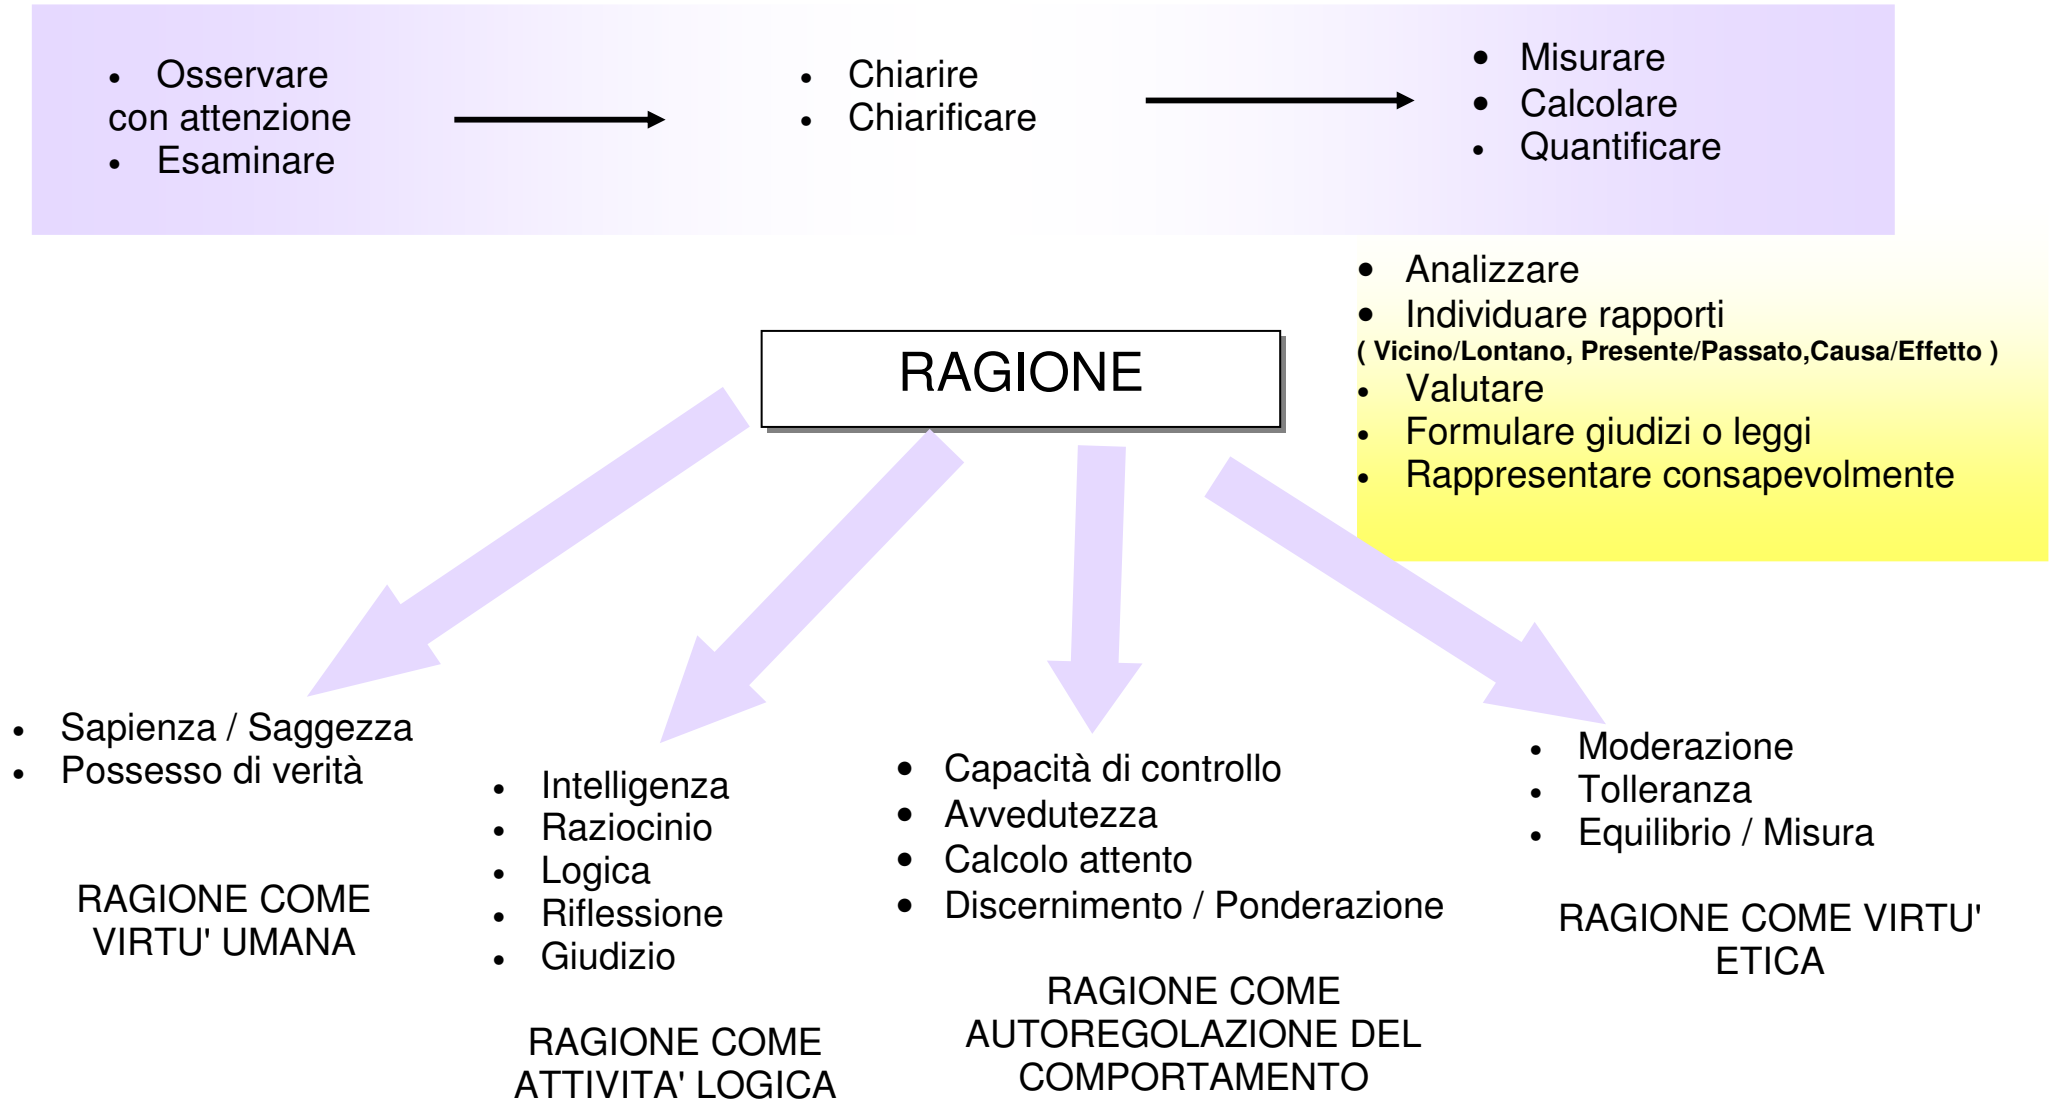 • Osservare
con attenzione
• Esaminare
• Chiarire
• Chiarificare
• Misurare
• Calcolare
• Quantificare
• Analizzare
• Individuare rapporti
( Vicino/Lontano, Presente/Passato,Causa/Effetto )
• Valutare
• Formulare giudizi o leggi
• Rappresentare consapevolmente
RAGIONE
• Sapienza / Saggezza
• Possesso di verità
RAGIONE COME
VIRTU' UMANA
• Intelligenza
• Raziocinio
• Logica
• Riflessione
• Giudizio
RAGIONE COME
ATTIVITA' LOGICA
• Capacità di controllo
• Avvedutezza
• Calcolo attento
• Discernimento / Ponderazione
RAGIONE COME
AUTOREGOLAZIONE DEL
COMPORTAMENTO
• Moderazione
• Tolleranza
• Equilibrio / Misura
RAGIONE COME VIRTU'
ETICA